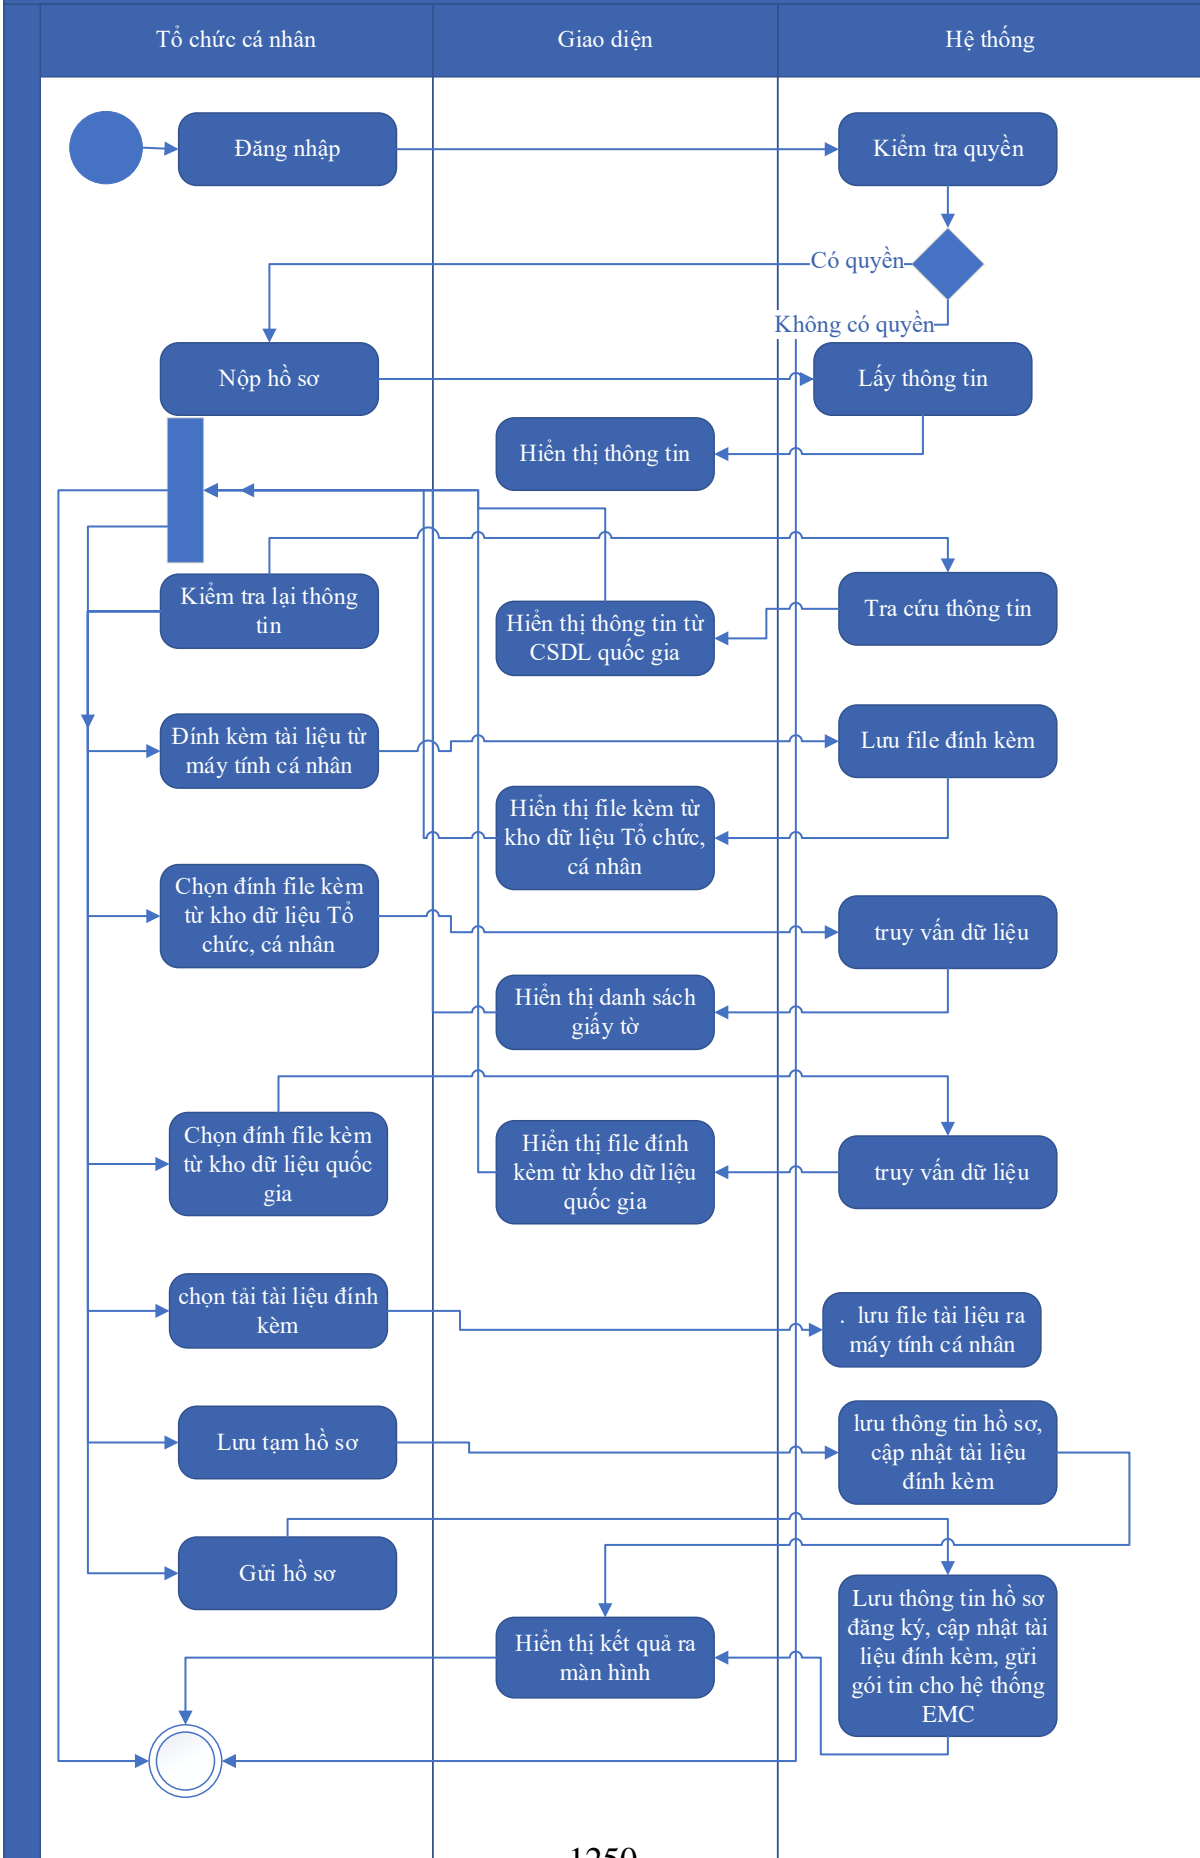 Tổ chức cá nhân
Giao diện
Hệ thống
Đăng nhập
Kiểm tra quyền
Có quyền
Không có quyền
Nộp hồ sơ
Lấy thông tin
Hiển thị thông tin
Kiểm tra lại thông
tin
Hiển thị thông tin từ
CSDL quốc gia
Tra cứu thông tin
Đính kèm tài liệu từ
máy tính cá nhân
Lưu file đính kèm
Hiển thị file kèm từ
kho dữ liệu Tổ chức,
cá nhân
Chọn đính file kèm
từ kho dữ liệu Tổ
chức, cá nhân
truy vấn dữ liệu
Hiển thị danh sách
giấy tờ
Chọn đính file kèm
từ kho dữ liệu quốc
gia
Hiển thị file đính
kèm từ kho dữ liệu
quốc gia
truy vấn dữ liệu
chọn tải tài liệu đính
kèm
. lưu file tài liệu ra
máy tính cá nhân
Lưu tạm hồ sơ
lưu thông tin hồ sơ,
cập nhật tài liệu
đính kèm
Gửi hồ sơ
Lưu thông tin hồ sơ
đăng ký, cập nhật tài
liệu đính kèm, gửi
gói tin cho hệ thống
EMC
Hiển thị kết quả ra
màn hình
1250